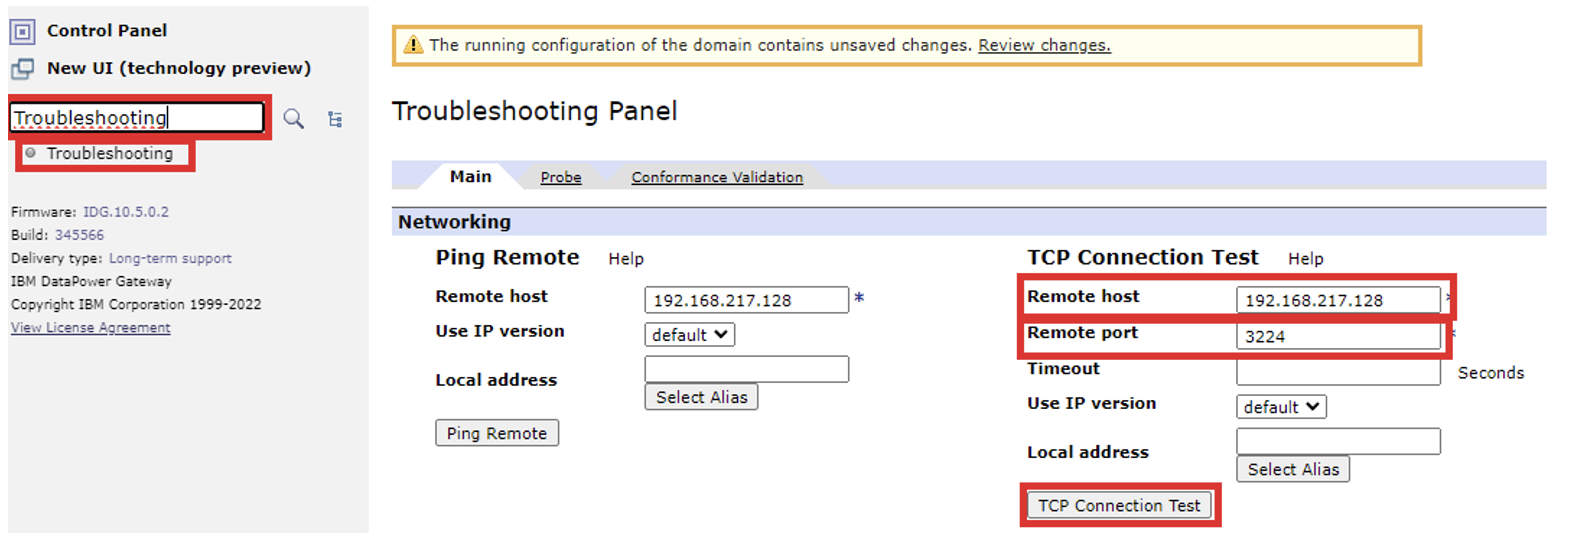 Control Panel
New UI (technology preview)
Troubleshooting
Troubleshooting
Firmware: IDG.10.5.0.2
Build: 345566
Delivery type: Long-term support
IBM DataPower Gateway
Copyright IBM Corporation 1999-2022
View License Agreement
The running configuration of the domain contains unsaved changes. Review changes.
Troubleshooting Panel
Main Probe Conformance Validation
Networking
Ping Remote Help
Remote host 192.168.217.128 *
Use IP version default
Local address
Select Alias
Ping Remote
TCP Connection Test Help
Remote host 192.168.217.128 *
Remote port 3224 *
Timeout Seconds
Use IP version default
Local address
Select Alias
TCP Connection Test